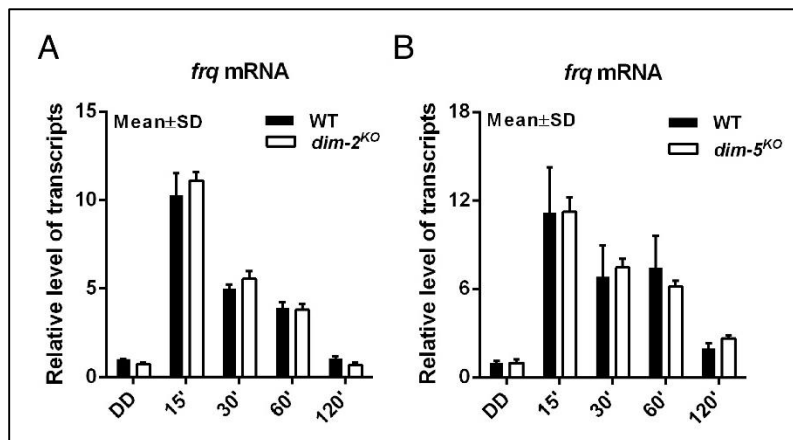 A
frq mRNA
Mean±SD
WT
dim-2KO
Relative level of transcripts
15
10
5
0
DD
15'
30'
60'
120'
B
frq mRNA
Mean±SD
WT
dim-5KO
Relative level of transcripts
18
12
6
0
DD
15'
30'
60'
120'